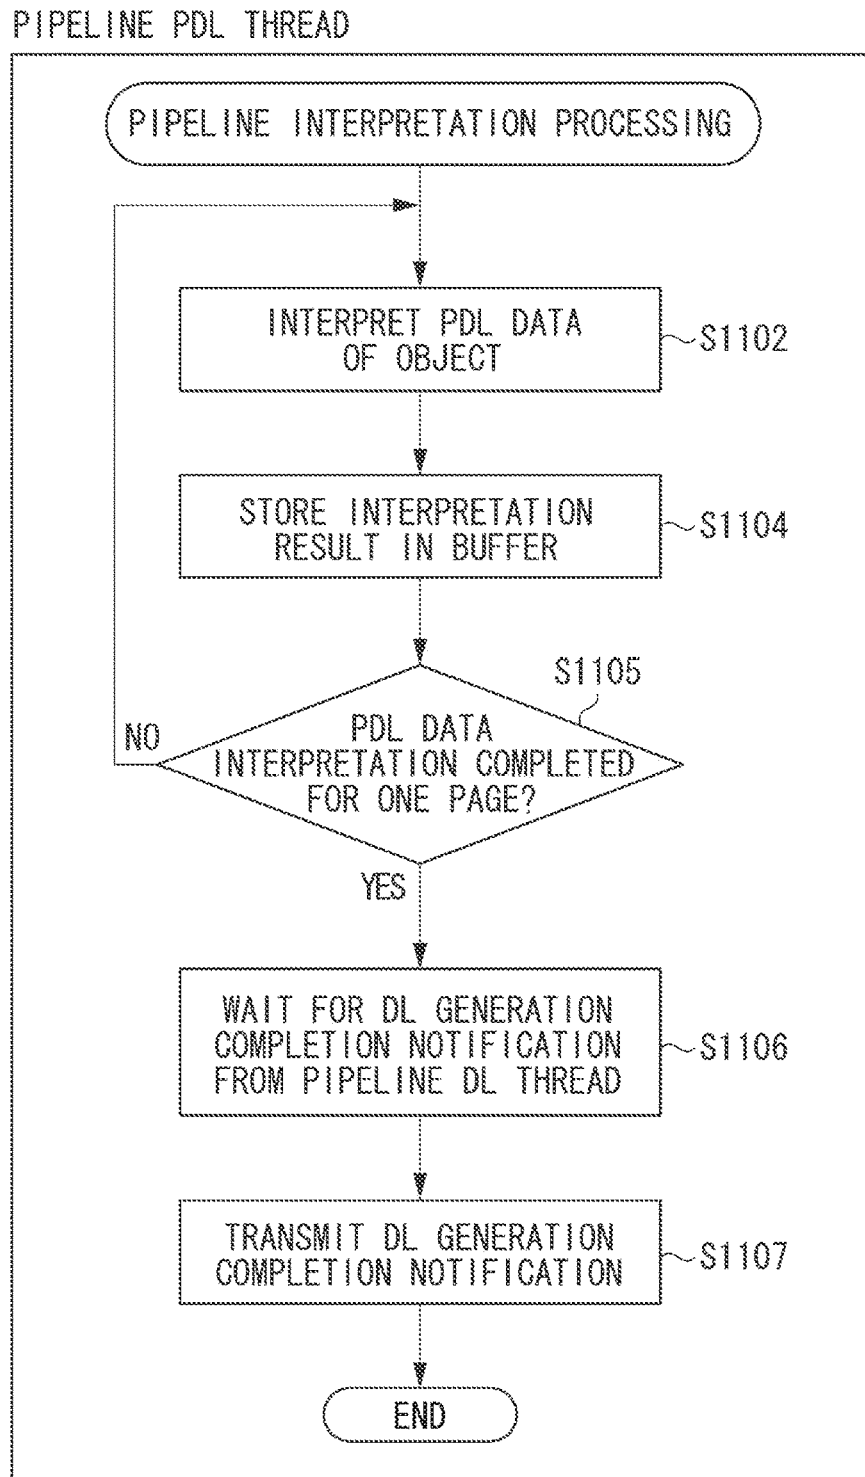 PIPELINE PDL THREAD
PIPELINE INTERPRETATION PROCESSING
INTERPRET PDL DATA
OF OBJECT
S1102
STORE INTERPRETATION
RESULT IN BUFFER
S1104
S1105
PDL DATA
INTERPRETATION COMPLETED
FOR ONE PAGE?
NO
YES
WAIT FOR DL GENERATION
COMPLETION NOTIFICATION
FROM PIPELINE DL THREAD
S1106
TRANSMIT DL GENERATION
COMPLETION NOTIFICATION
S1107
END